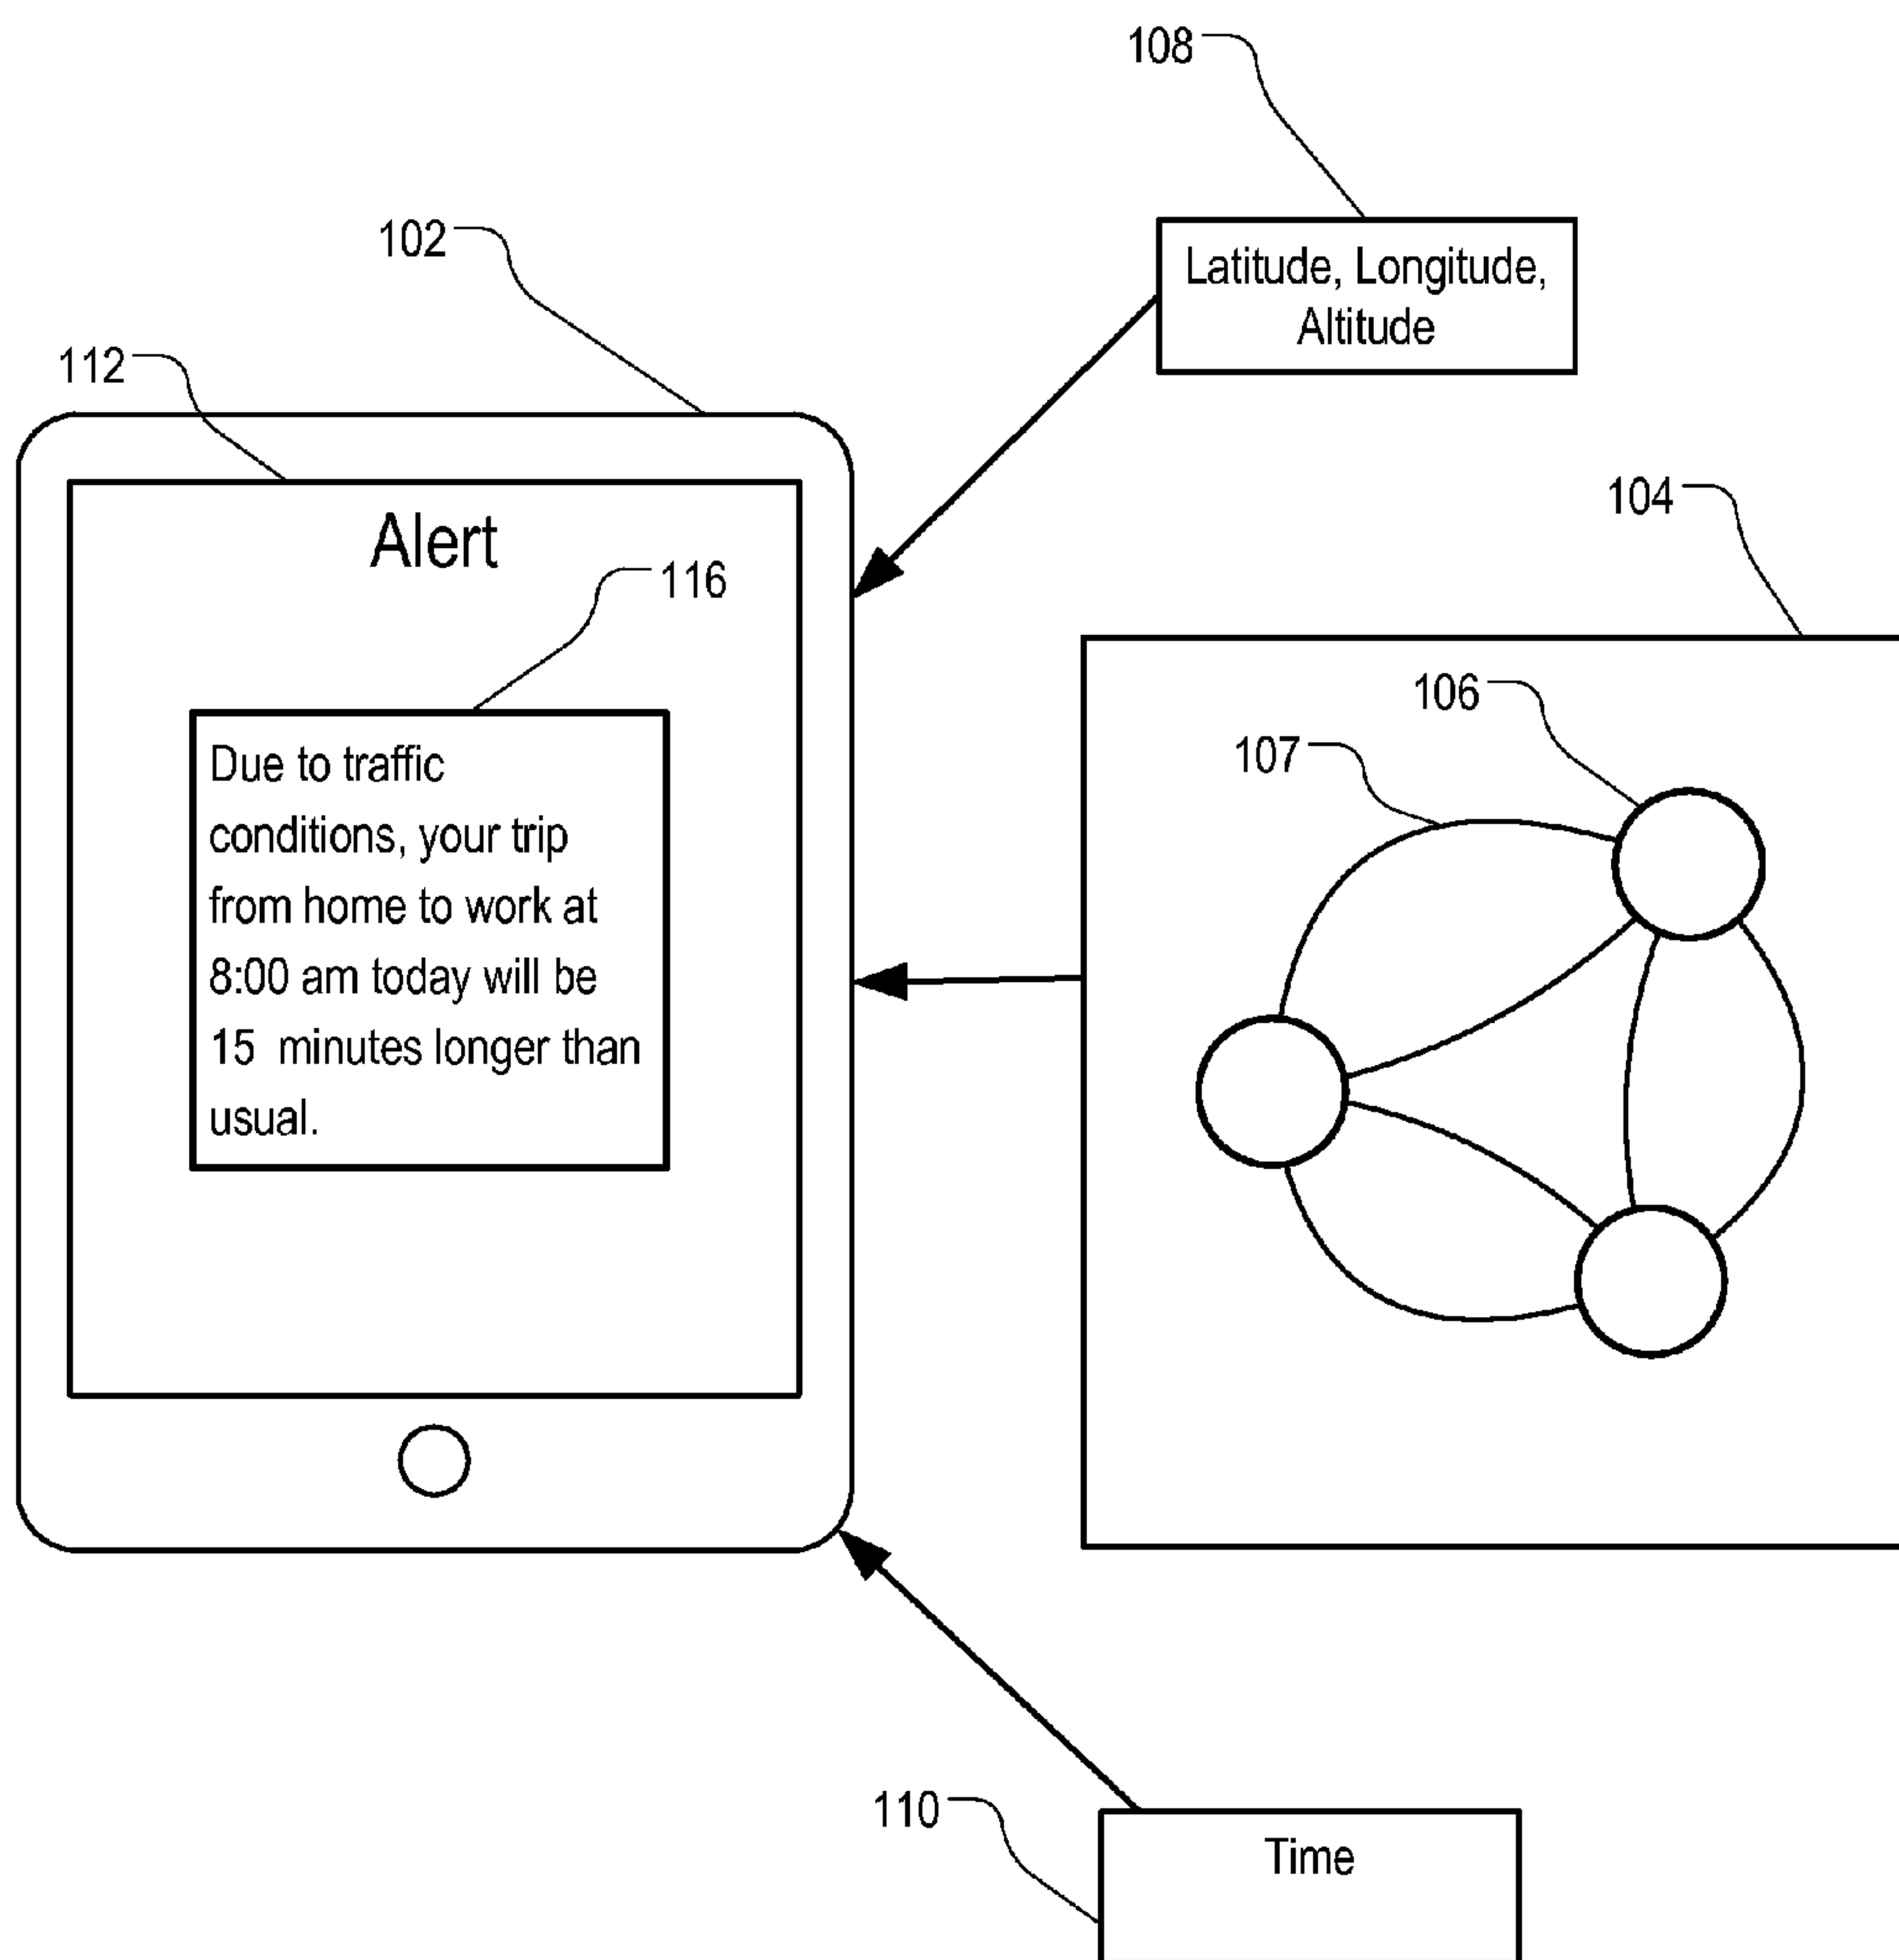 108
Latitude, Longitude,
Altitude
102
112
104
Alert
116
106
107
Due to traffic
conditions, your trip
from home to work at
8:00 am today will be
15  minutes longer than
usual.
110
Time